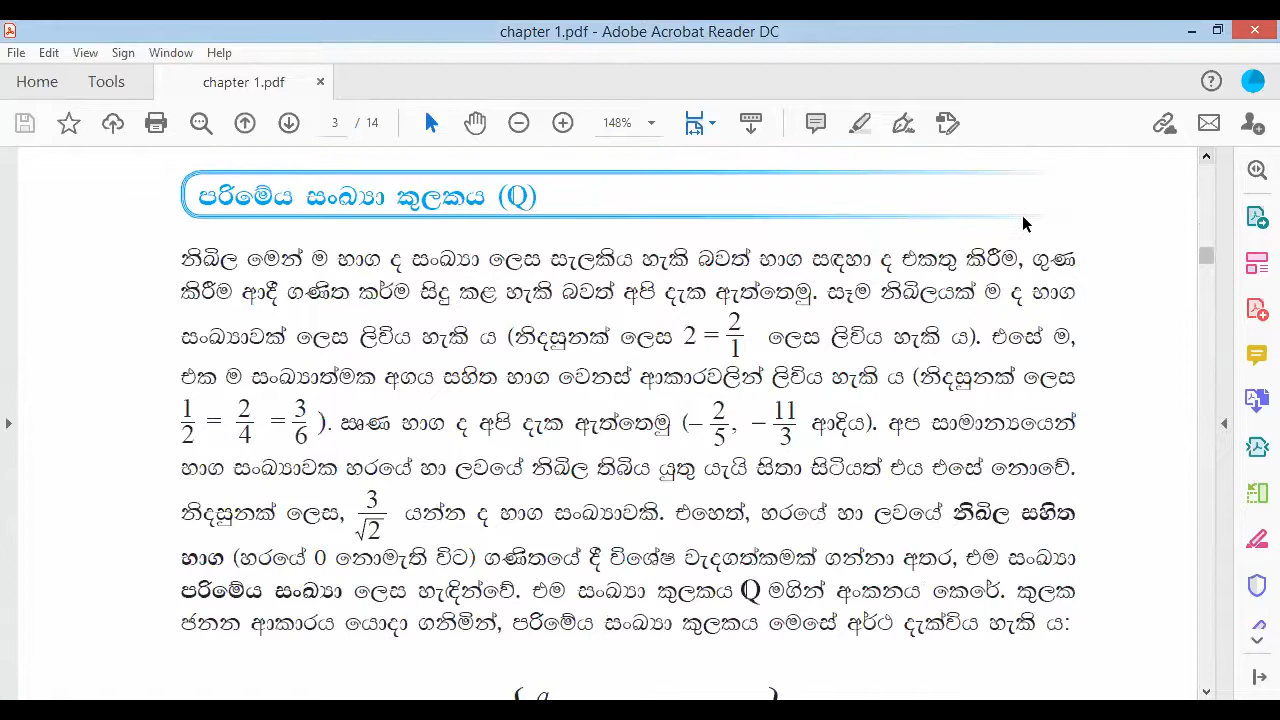 chapter 1.pdf - Adobe Acrobat Reader DC
File Edit View Sign Window Help
Home Tools chapter 1.pdf ×
3 / 14 148%
පරිමේය සංඛ්‍යා කුලකය (Q)
නිඛිල මෙන් ම භාග ද සංඛ්‍යා ලෙස සැලකිය හැකි බවත් භාග සඳහා ද එකතු කිරීම, ගුණ
කිරීම ආදී ගණිත කර්ම සිදු කළ හැකි බවත් අපි දැක ඇත්තෙමු. සෑම නිඛිලයක් ම ද භාග
සංඛ්‍යාවක් ලෙස ලිවිය හැකි ය (නිදසුනක් ලෙස 2 = 2/1 ලෙස ලිවිය හැකි ය). එසේ ම,
එක ම සංඛ්‍යාත්මක අගය සහිත භාග වෙනස් ආකාරවලින් ලිවිය හැකි ය (නිදසුනක් ලෙස
1/2 = 2/4 = 3/6 ). ඍණ භාග ද අපි දැක ඇත්තෙමු (– 2/5, – 11/3 ආදිය). අප සාමාන්‍යයෙන්
භාග සංඛ්‍යාවක හරයේ හා ලවයේ නිඛිල තිබිය යුතු යැයි සිතා සිටියත් එය එසේ නොවේ.
නිදසුනක් ලෙස, 3/√2 යන්න ද භාග සංඛ්‍යාවකි. එහෙත්, හරයේ හා ලවයේ නිඛිල සහිත
භාග (හරයේ 0 නොමැති විට) ගණිතයේ දී විශේෂ වැදගත්කමක් ගන්නා අතර, එම සංඛ්‍යා
පරිමේය සංඛ්‍යා ලෙස හැඳින්වේ. එම සංඛ්‍යා කුලකය Q මගින් අංකනය කෙරේ. කුලක
ජනන ආකාරය යොදා ගනිමින්, පරිමේය සංඛ්‍යා කුලකය මෙසේ අර්ථ දැක්විය හැකි ය: